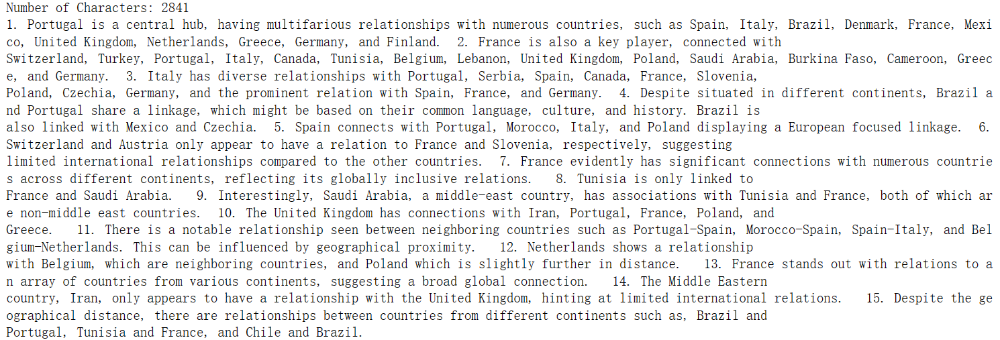 Number of Characters: 2841
1. Portugal is a central hub, having multifarious relationships with numerous countries, such as Spain, Italy, Brazil, Denmark, France, Mexi
co, United Kingdom, Netherlands, Greece, Germany, and Finland.  2. France is also a key player, connected with
Switzerland, Turkey, Portugal, Italy, Canada, Tunisia, Belgium, Lebanon, United Kingdom, Poland, Saudi Arabia, Burkina Faso, Cameroon, Greec
e, and Germany.  3. Italy has diverse relationships with Portugal, Serbia, Spain, Canada, France, Slovenia,
Poland, Czechia, Germany, and the prominent relation with Spain, France, and Germany.  4. Despite situated in different continents, Brazil a
nd Portugal share a linkage, which might be based on their common language, culture, and history. Brazil is
also linked with Mexico and Czechia.  5. Spain connects with Portugal, Morocco, Italy, and Poland displaying a European focused linkage.  6.
Switzerland and Austria only appear to have a relation to France and Slovenia, respectively, suggesting
limited international relationships compared to the other countries.  7. France evidently has significant connections with numerous countrie
s across different continents, reflecting its globally inclusive relations.   8. Tunisia is only linked to
France and Saudi Arabia.   9. Interestingly, Saudi Arabia, a middle-east country, has associations with Tunisia and France, both of which ar
e non-middle east countries.  10. The United Kingdom has connections with Iran, Portugal, France, Poland, and
Greece.   11. There is a notable relationship seen between neighboring countries such as Portugal-Spain, Morocco-Spain, Spain-Italy, and Bel
gium-Netherlands. This can be influenced by geographical proximity.   12. Netherlands shows a relationship
with Belgium, which are neighboring countries, and Poland which is slightly further in distance.   13. France stands out with relations to a
n array of countries from various continents, suggesting a broad global connection.   14. The Middle Eastern
country, Iran, only appears to have a relationship with the United Kingdom, hinting at limited international relations.   15. Despite the ge
ographical distance, there are relationships between countries from different continents such as, Brazil and
Portugal, Tunisia and France, and Chile and Brazil.